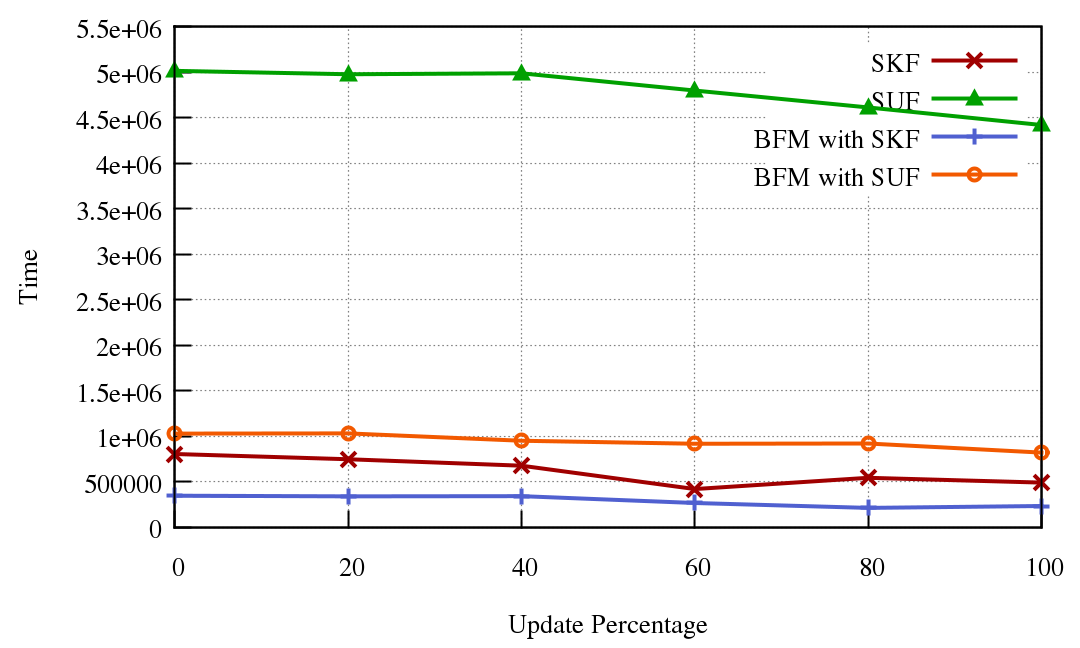 5.5e+06
5e+06
4.5e+06
4e+06
3.5e+06
3e+06
2.5e+06
2e+06
1.5e+06
1e+06
500000
0
Time
SKF
SUF
BFM with SKF
BFM with SUF
0 20 40 60 80 100
Update Percentage